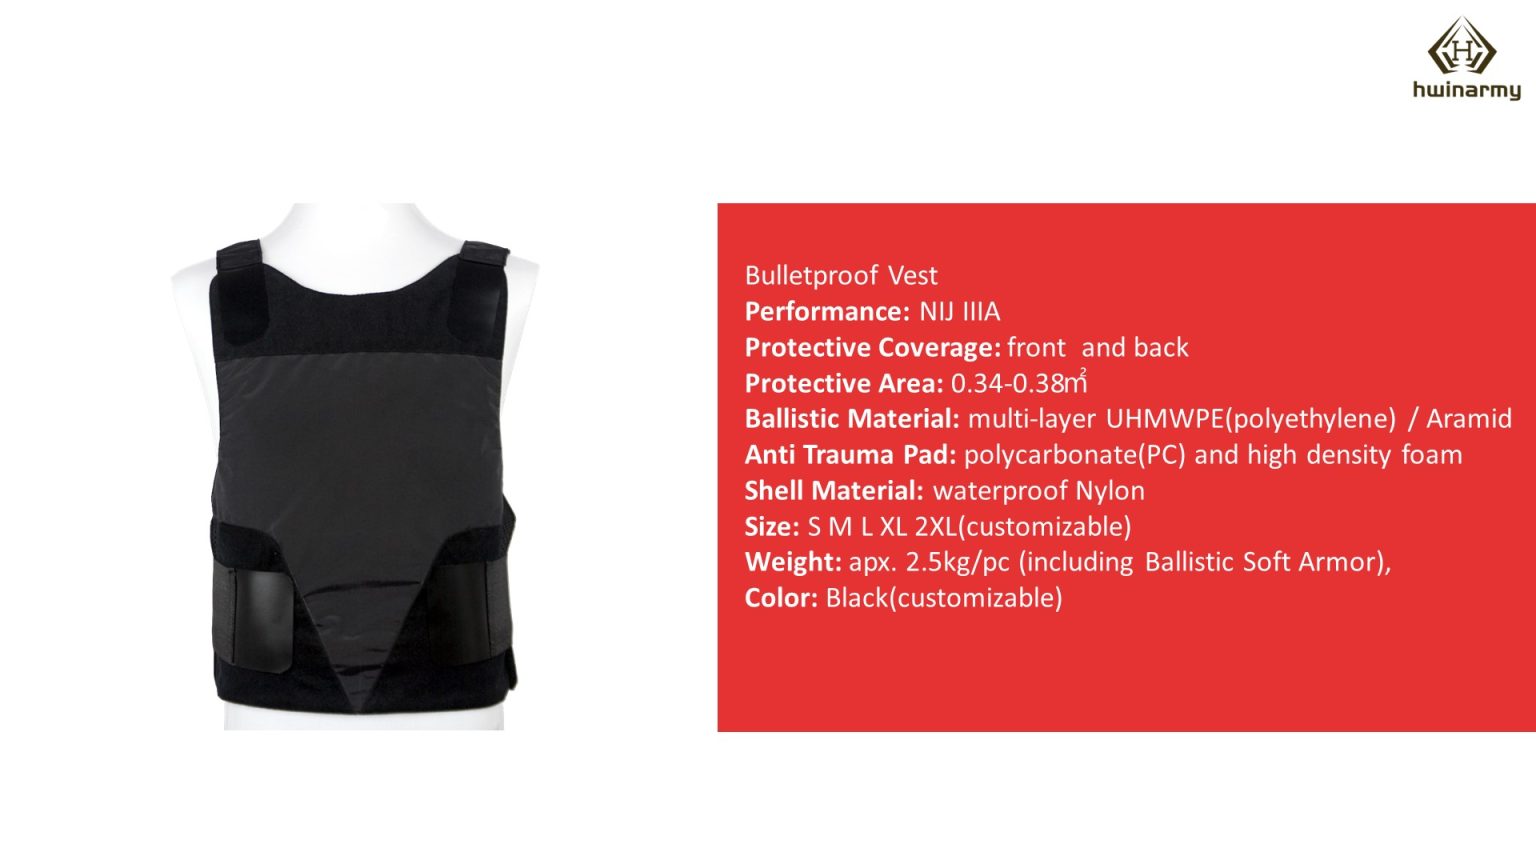 H
hwinarmy
Bulletproof Vest
Performance: NIJ IIIA
Protective Coverage: front and back
Protective Area: 0.34-0.38㎡
Ballistic Material: multi-layer UHMWPE(polyethylene) / Aramid
Anti Trauma Pad: polycarbonate(PC) and high density foam
Shell Material: waterproof Nylon
Size: S M L XL 2XL(customizable)
Weight: apx. 2.5kg/pc (including Ballistic Soft Armor),
Color: Black(customizable)